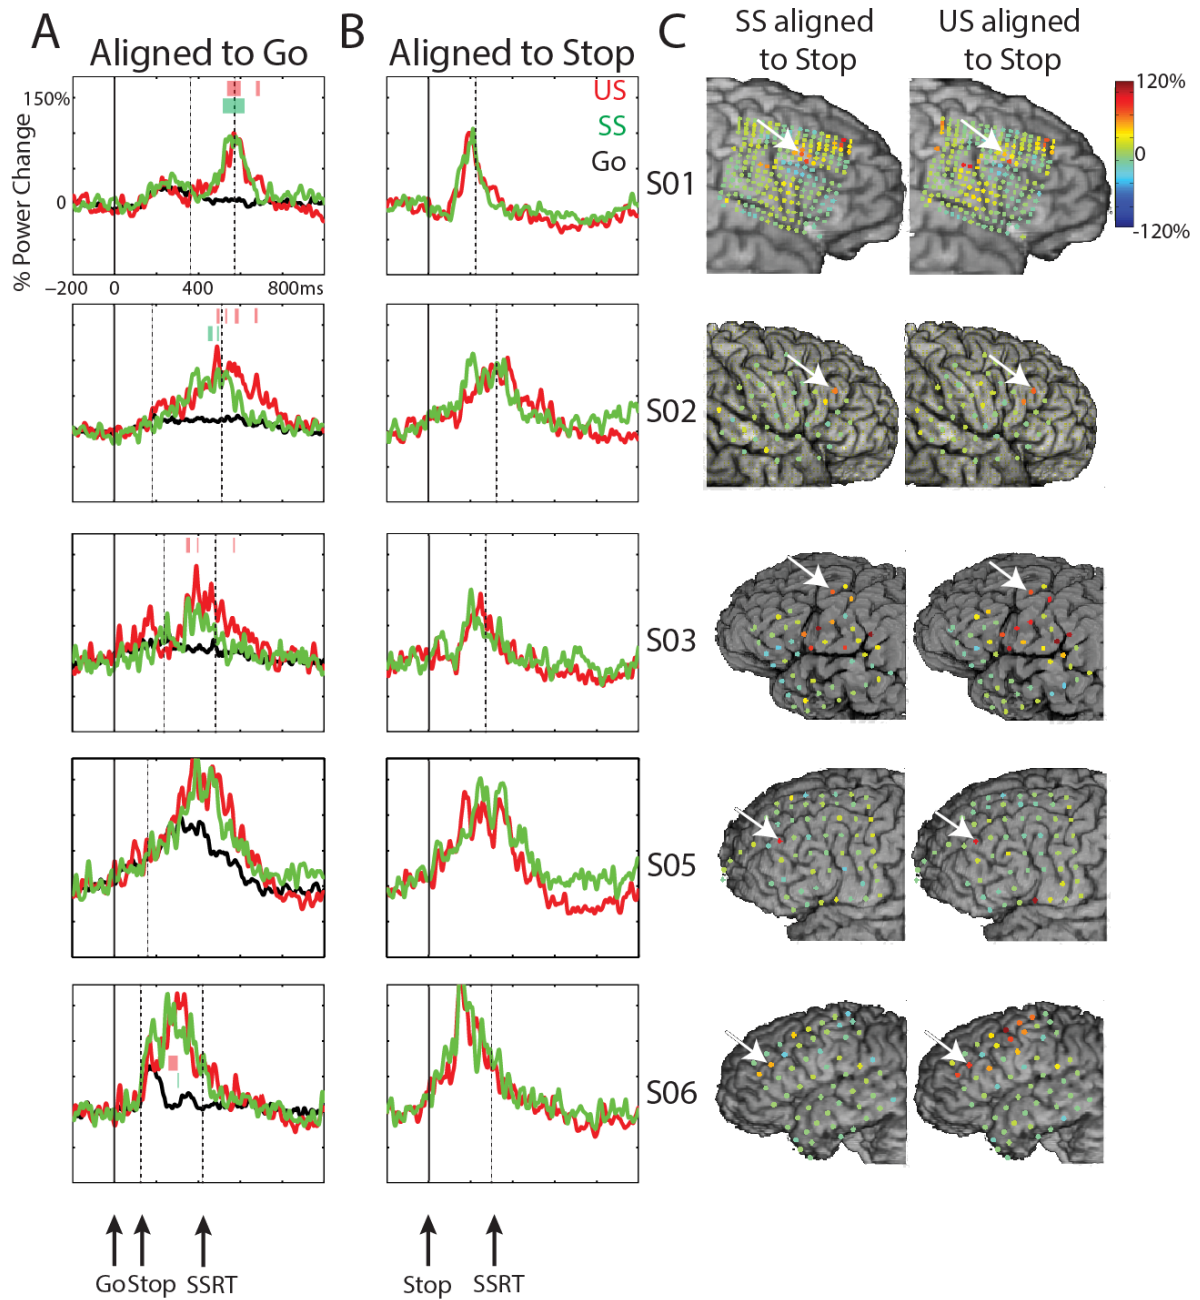 A
Aligned to Go
B
Aligned to Stop
C
SS aligned
to Stop
US aligned
to Stop
% Power Change
150%
0
−200
0
400
800ms
US
SS
Go
S01
120%
0
-120%
S02
S03
S05
S06
Go
Stop
SSRT
Stop
SSRT